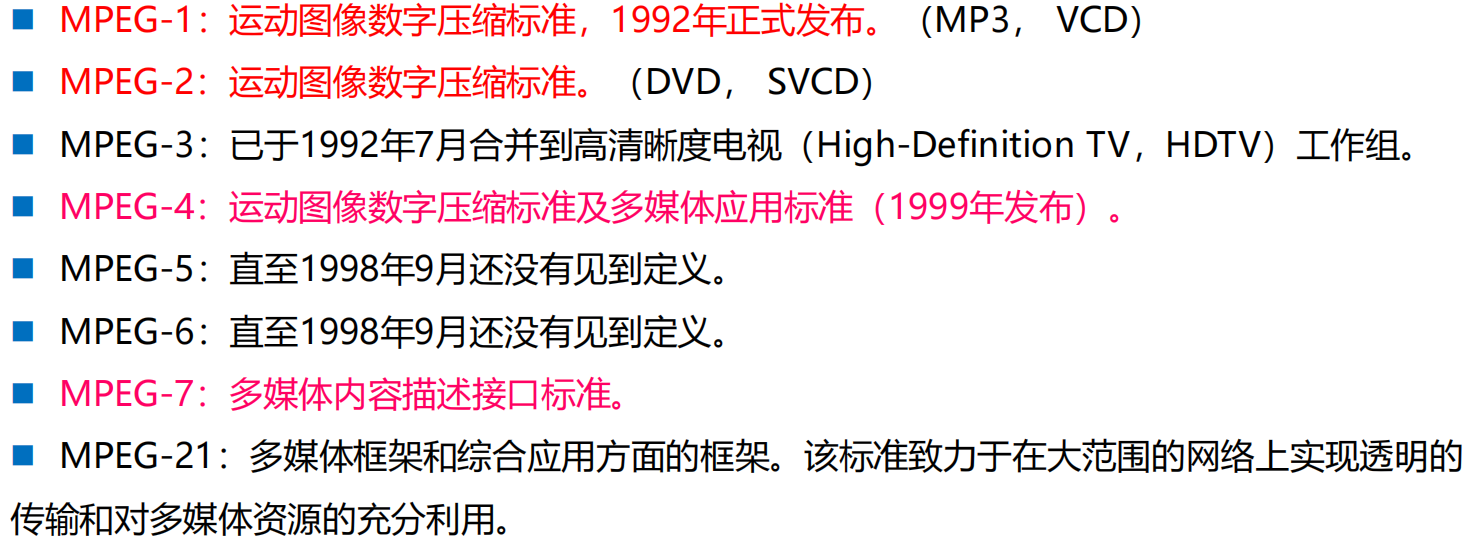 ■ MPEG-1：运动图像数字压缩标准，1992年正式发布。（MP3， VCD）
■ MPEG-2：运动图像数字压缩标准。（DVD， SVCD）
■ MPEG-3：已于1992年7月合并到高清晰度电视（High-Definition TV，HDTV）工作组。
■ MPEG-4：运动图像数字压缩标准及多媒体应用标准（1999年发布）。
■ MPEG-5：直至1998年9月还没有见到定义。
■ MPEG-6：直至1998年9月还没有见到定义。
■ MPEG-7：多媒体内容描述接口标准。
■ MPEG-21：多媒体框架和综合应用方面的框架。该标准致力于在大范围的网络上实现透明的
传输和对多媒体资源的充分利用。